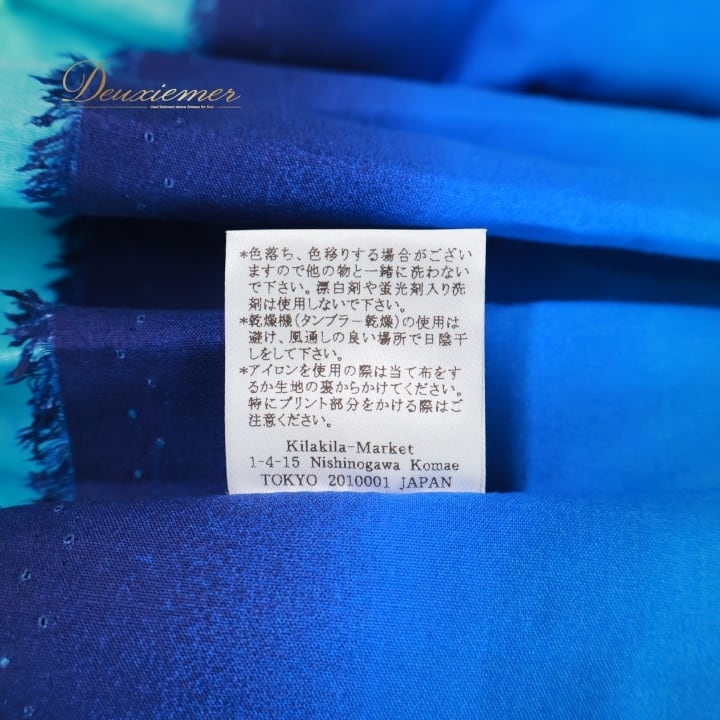 Deuxiemer
*色落ち、色移りする場合がござい
ますので他の物と一緒に洗わない
で下さい。漂白剤や蛍光剤入り洗
剤は使用しないで下さい。
*乾燥機(タンブラー乾燥)の使用は
避け、風通しの良い場所で日陰干
しをして下さい。
*アイロンを使用の際は当て布をす
るか生地の裏からかけてください。
特にプリント部分をかける際はご
注意ください。
Kilakila-Market
1-4-15 Nishinogawa Komae
TOKYO 2010001 JAPAN